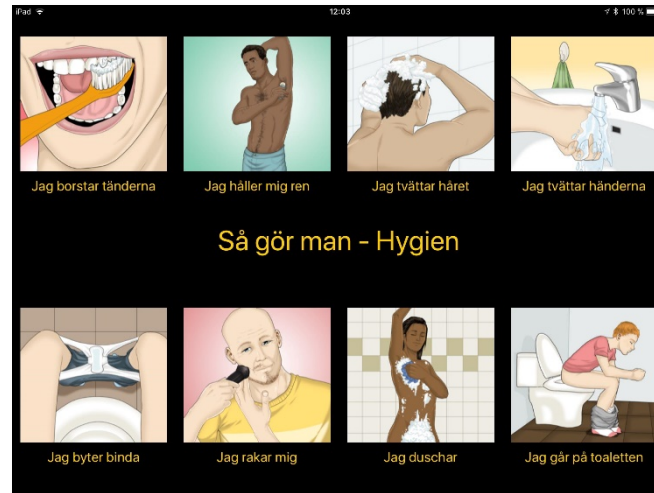 iPad 12:03 100 %
Jag borstar tänderna
Jag håller mig ren
Jag tvättar håret
Jag tvättar händerna
Så gör man - Hygien
Jag byter binda
Jag rakar mig
Jag duschar
Jag går på toaletten